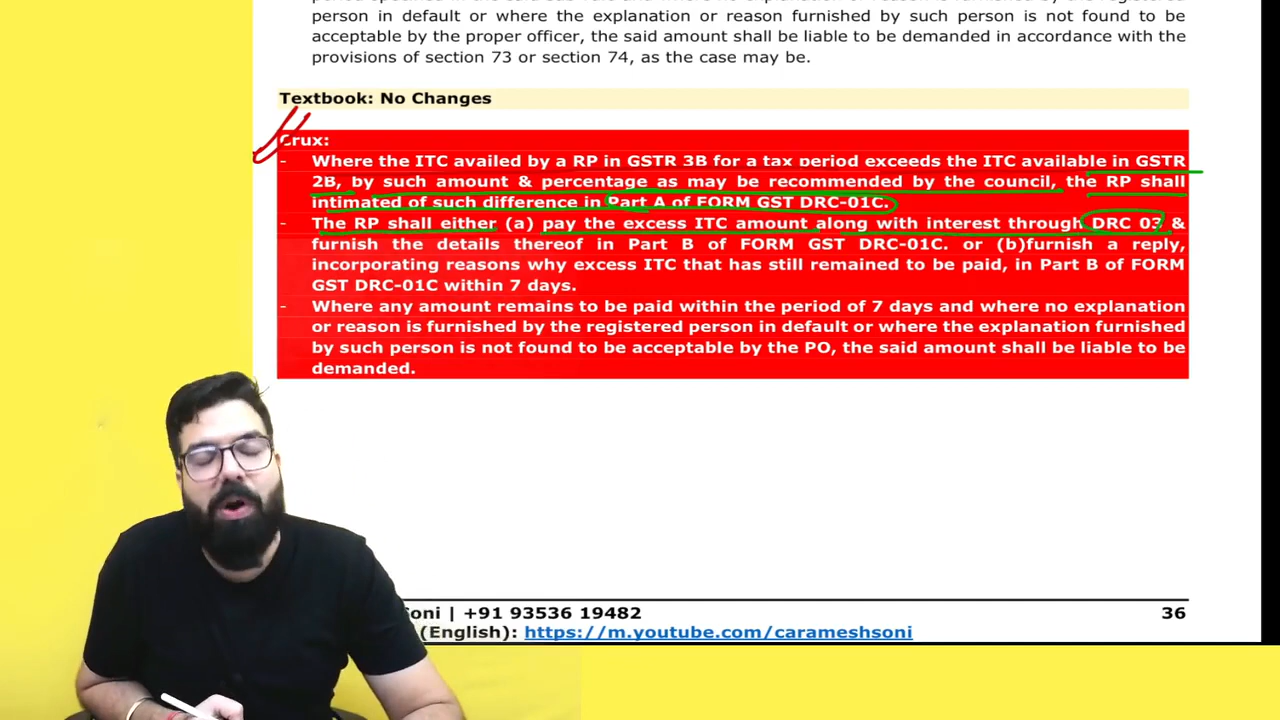 person in default or where the explanation or reason furnished by such person is not found to be
acceptable by the proper officer, the said amount shall be liable to be demanded in accordance with the
provisions of section 73 or section 74, as the case may be.
Textbook: No Changes
Crux:
- Where the ITC availed by a RP in GSTR 3B for a tax period exceeds the ITC available in GSTR
2B, by such amount & percentage as may be recommended by the council, the RP shall
intimated of such difference in Part A of FORM GST DRC-01C.
- The RP shall either (a) pay the excess ITC amount along with interest through DRC 03 &
furnish the details thereof in Part B of FORM GST DRC-01C. or (b)furnish a reply,
incorporating reasons why excess ITC that has still remained to be paid, in Part B of FORM
GST DRC-01C within 7 days.
- Where any amount remains to be paid within the period of 7 days and where no explanation
or reason is furnished by the registered person in default or where the explanation furnished
by such person is not found to be acceptable by the PO, the said amount shall be liable to be
demanded.
Soni | +91 93536 19482 36
(English): https://m.youtube.com/carameshsoni